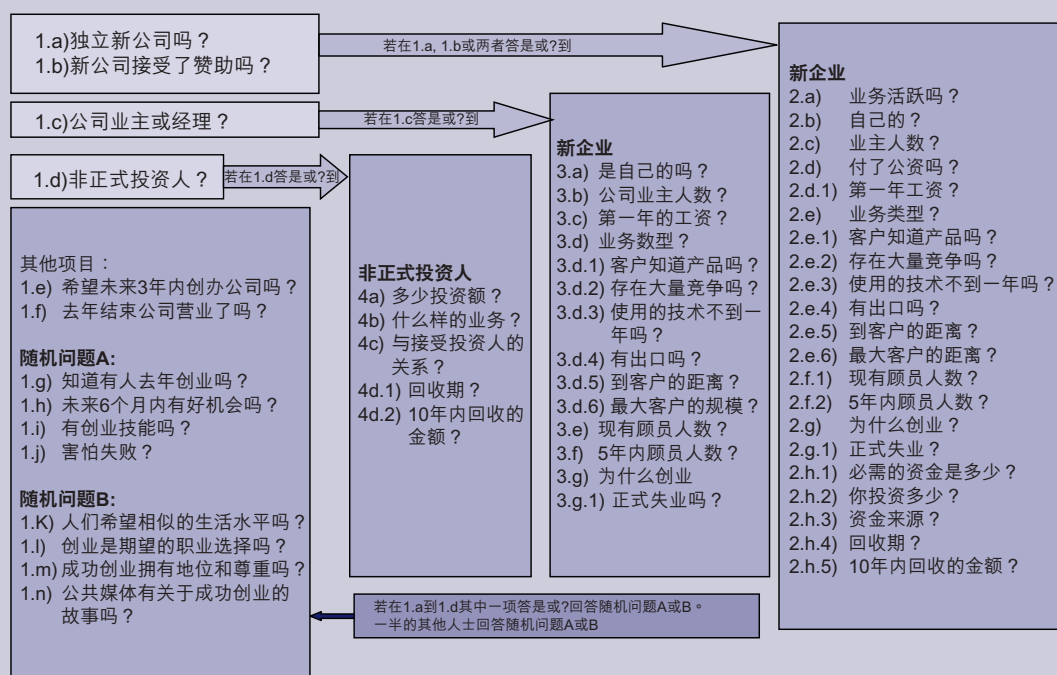 1.a)独立新公司吗？
1.b)新公司接受了赞助吗？
若在1.a, 1.b或两者答是或?到
1.c)公司业主或经理？
若在1.c答是或?到
1.d)非正式投资人？
若在1.d答是或?到
其他项目：
1.e) 希望未来3年内创办公司吗？
1.f) 去年结束公司营业了吗？
随机问题A:
1.g) 知道有人去年创业吗？
1.h) 未来6个月内有好机会吗？
1.i) 有创业技能吗？
1.j) 害怕失败？
随机问题B:
1.K) 人们希望相似的生活水平吗？
1.l) 创业是期望的职业选择吗？
1.m) 成功创业拥有地位和尊重吗？
1.n) 公共媒体有关于成功创业的
故事吗？
非正式投资人
4a) 多少投资额？
4b) 什么样的业务？
4c) 与接受投资人的
关系？
4d.1) 回收期？
4d.2) 10年内回收的
金额？
新企业
3.a) 是自己的吗？
3.b) 公司业主人数？
3.c) 第一年的工资？
3.d) 业务数型？
3.d.1) 客户知道产品吗？
3.d.2) 存在大量竞争吗？
3.d.3) 使用的技术不到一
年吗？
3.d.4) 有出口吗？
3.d.5) 到客户的距离？
3.d.6) 最大客户的规模？
3.e) 现有顾员人数？
3.f) 5年内顾员人数？
3.g) 为什么创业
3.g.1) 正式失业吗？
新企业
2.a) 业务活跃吗？
2.b) 自己的？
2.c) 业主人数？
2.d) 付了公资吗？
2.d.1) 第一年工资？
2.e) 业务类型？
2.e.1) 客户知道产品吗？
2.e.2) 存在大量竞争吗？
2.e.3) 使用的技术不到一年吗？
2.e.4) 有出口吗？
2.e.5) 到客户的距离？
2.e.6) 最大客户的距离？
2.f.1) 现有顾员人数？
2.f.2) 5年内顾员人数？
2.g) 为什么创业？
2.g.1) 正式失业？
2.h.1) 必需的资金是多少？
2.h.2) 你投资多少？
2.h.3) 资金来源？
2.h.4) 回收期？
2.h.5) 10年内回收的金额？
若在1.a到1.d其中一项答是或?回答随机问题A或B。
一半的其他人士回答随机问题A或B